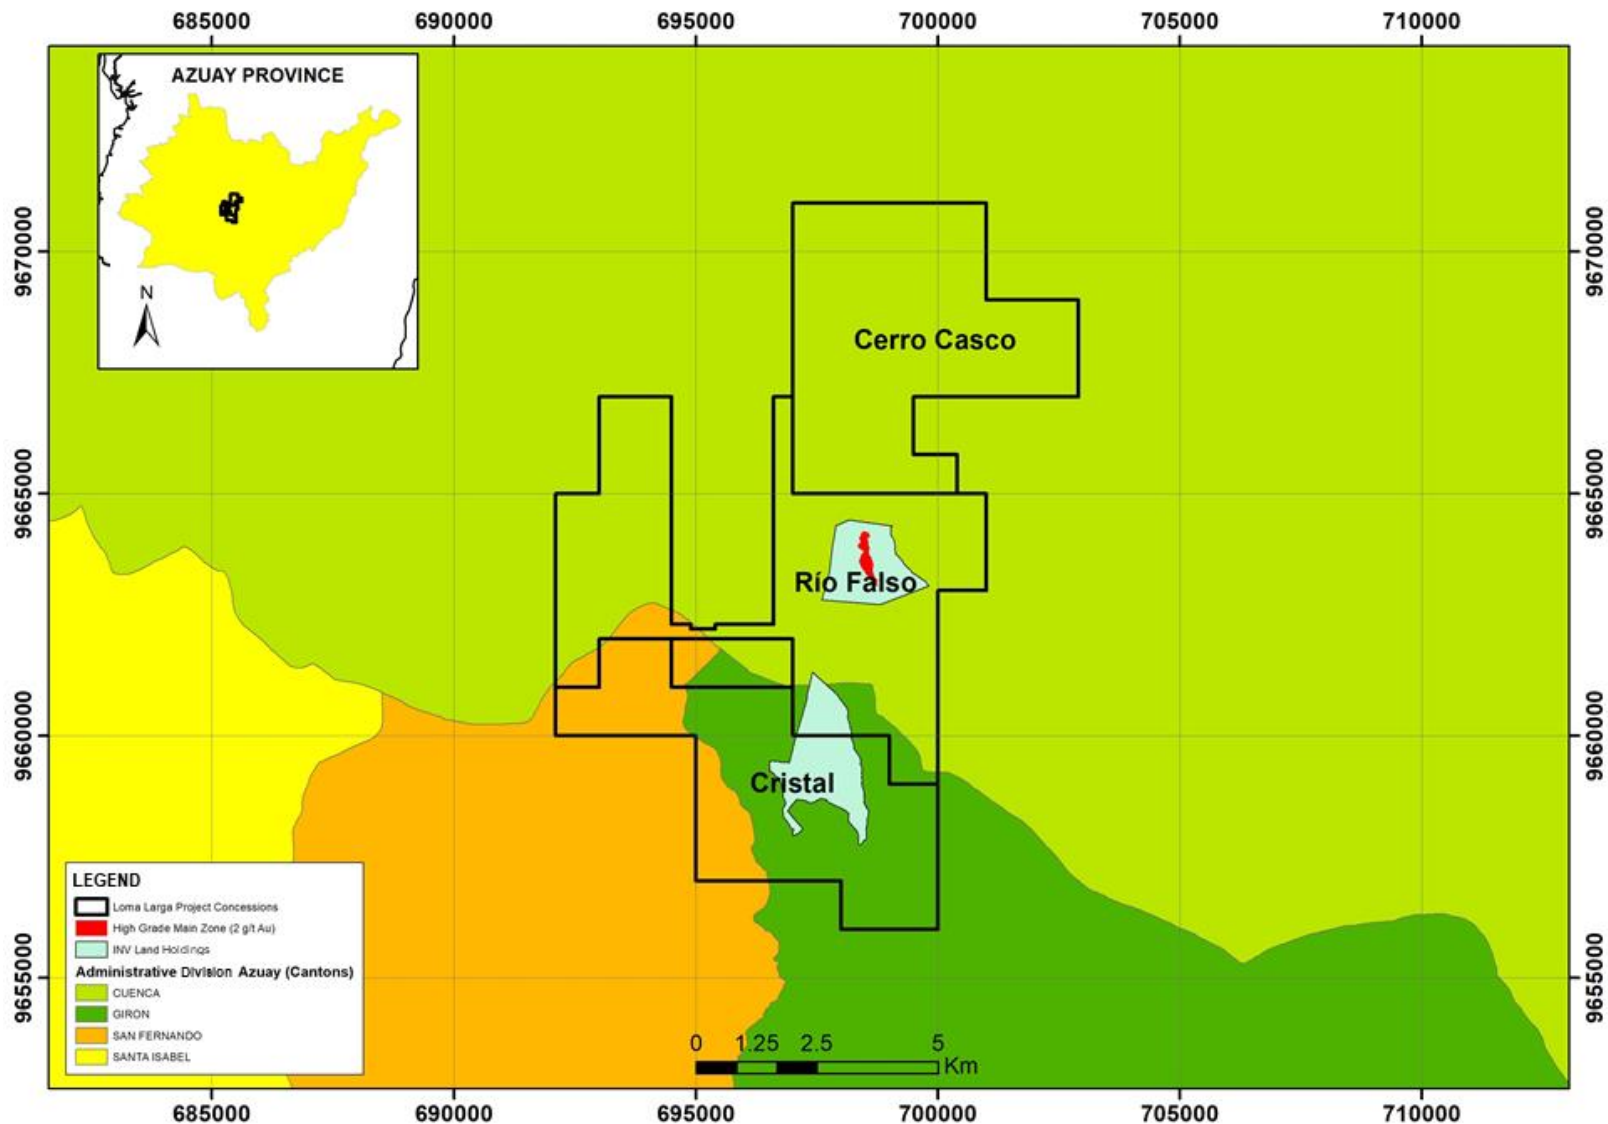 685000 690000 695000 700000 705000 710000
AZUAY PROVINCE
N
9670000 9670000
Cerro Casco
9665000 9665000
Río Falso
9660000 9660000
Cristal
LEGEND
Loma Larga Project Concessions
High Grade Main Zone (2 g/t Au)
INV Land Holdings
Administrative Division Azuay (Cantons)
CUENCA
GIRON
SAN FERNANDO
SANTA ISABEL
9655000 9655000
0 1.25 2.5 5
Km
685000 690000 695000 700000 705000 710000